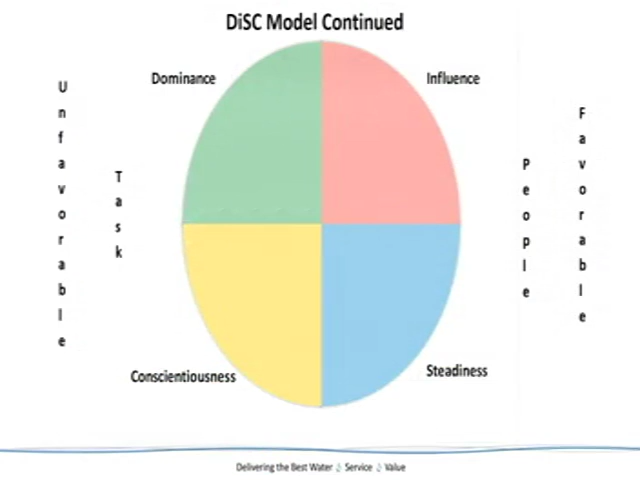 DiSC Model Continued
Dominance
Influence
Unfavorable
Task
People
Favorable
Conscientiousness
Steadiness
Delivering the Best Water Service Value